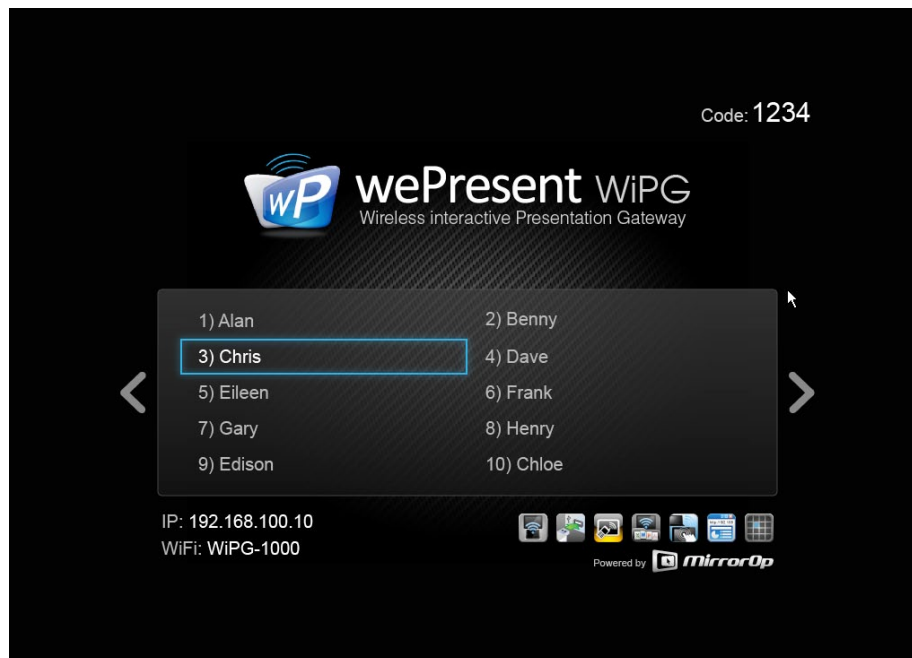 Code: 1234
wP
wePresent WiPG
Wireless interactive Presentation Gateway
1) Alan
2) Benny
3) Chris
4) Dave
5) Eileen
6) Frank
7) Gary
8) Henry
9) Edison
10) Chloe
IP: 192.168.100.10
WiFi: WiPG-1000
Powered by MirrorOp